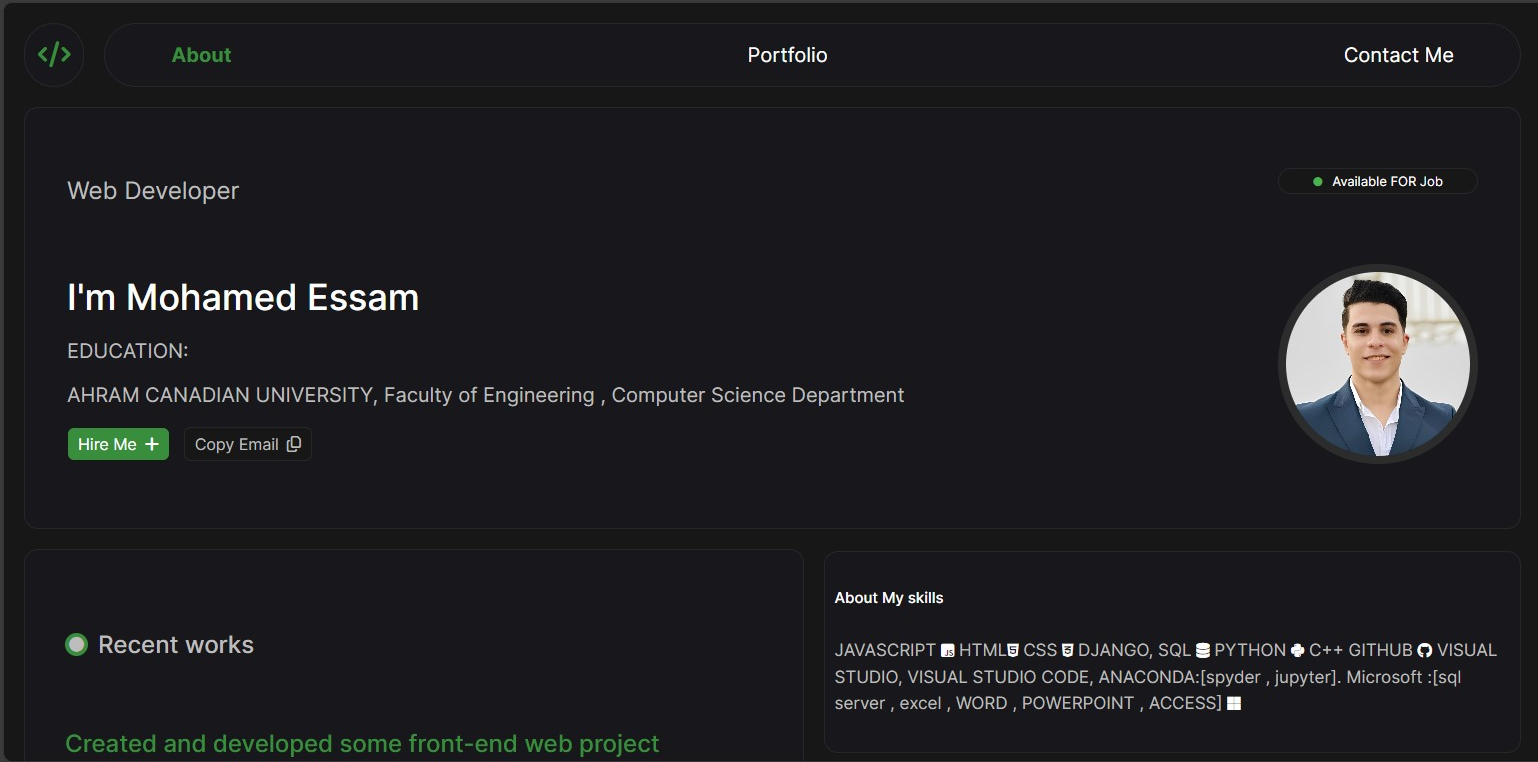 </>
About
Portfolio
Contact Me
Web Developer
Available FOR Job
I'm Mohamed Essam
EDUCATION:
AHRAM CANADIAN UNIVERSITY, Faculty of Engineering , Computer Science Department
Hire Me +
Copy Email
Recent works
Created and developed some front-end web project
About My skills
JAVASCRIPT JS HTML 5 CSS 3 DJANGO, SQL PYTHON C++ GITHUB VISUAL
STUDIO, VISUAL STUDIO CODE, ANACONDA:[spyder , jupyter]. Microsoft :[sql
server , excel , WORD , POWERPOINT , ACCESS]